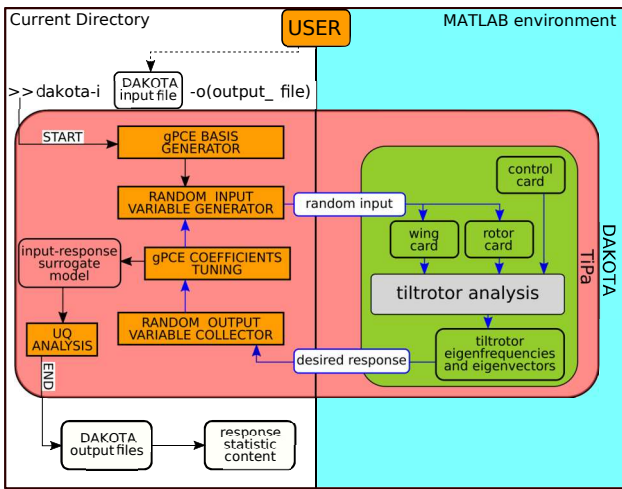 Current Directory
USER
MATLAB environment
>>dakota-i
DAKOTA
input file
-o(output_ file)
START
gPCE BASIS
GENERATOR
RANDOM INPUT
VARIABLE GENERATOR
random input
control
card
wing
card
rotor
card
input-response
surrogate
model
gPCE COEFFICIENTS
TUNING
tiltrotor analysis
TiPa
DAKOTA
UQ
ANALYSIS
RANDOM OUTPUT
VARIABLE COLLECTOR
desired response
tiltrotor
eigenfrequencies
and eigenvectors
END
DAKOTA
output files
response
statistic
content